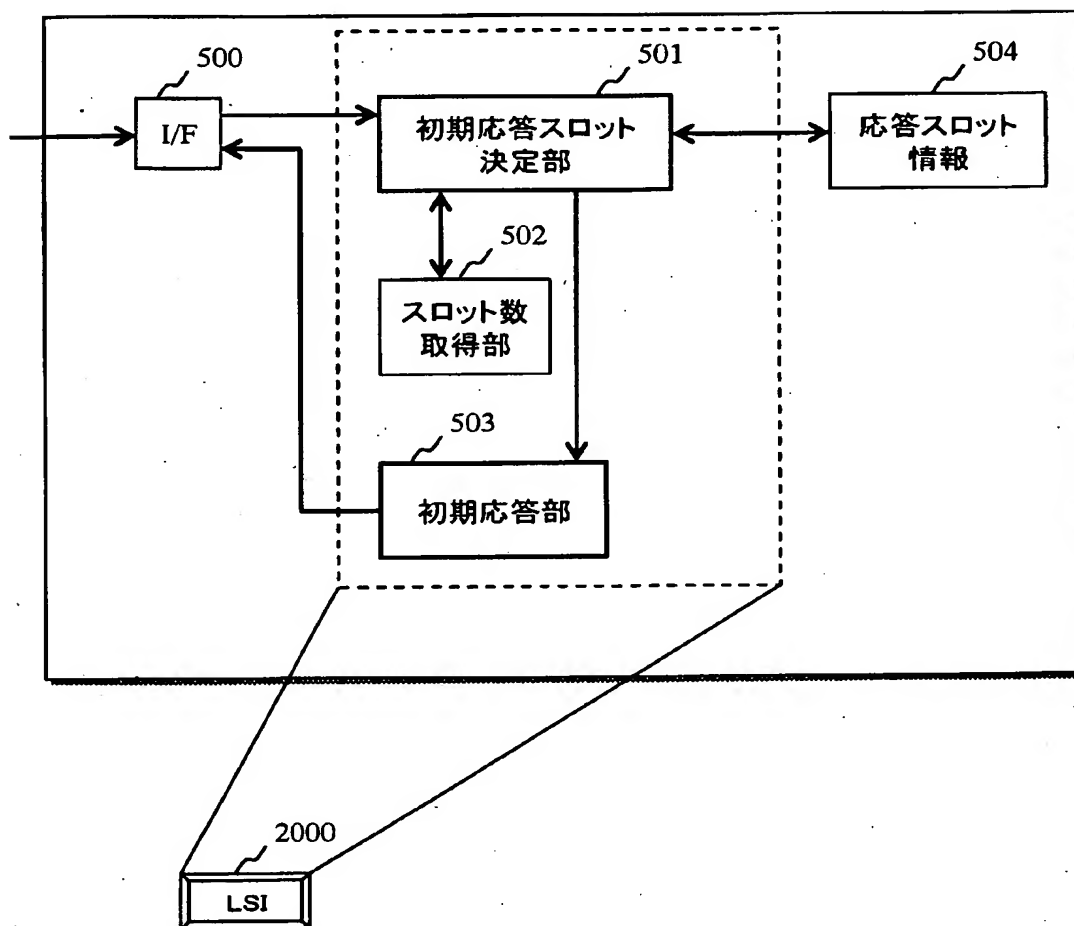 500
501
504
I/F
初期応答スロット
決定部
応答スロット
情報
502
スロット数
取得部
503
初期応答部
2000
LSI